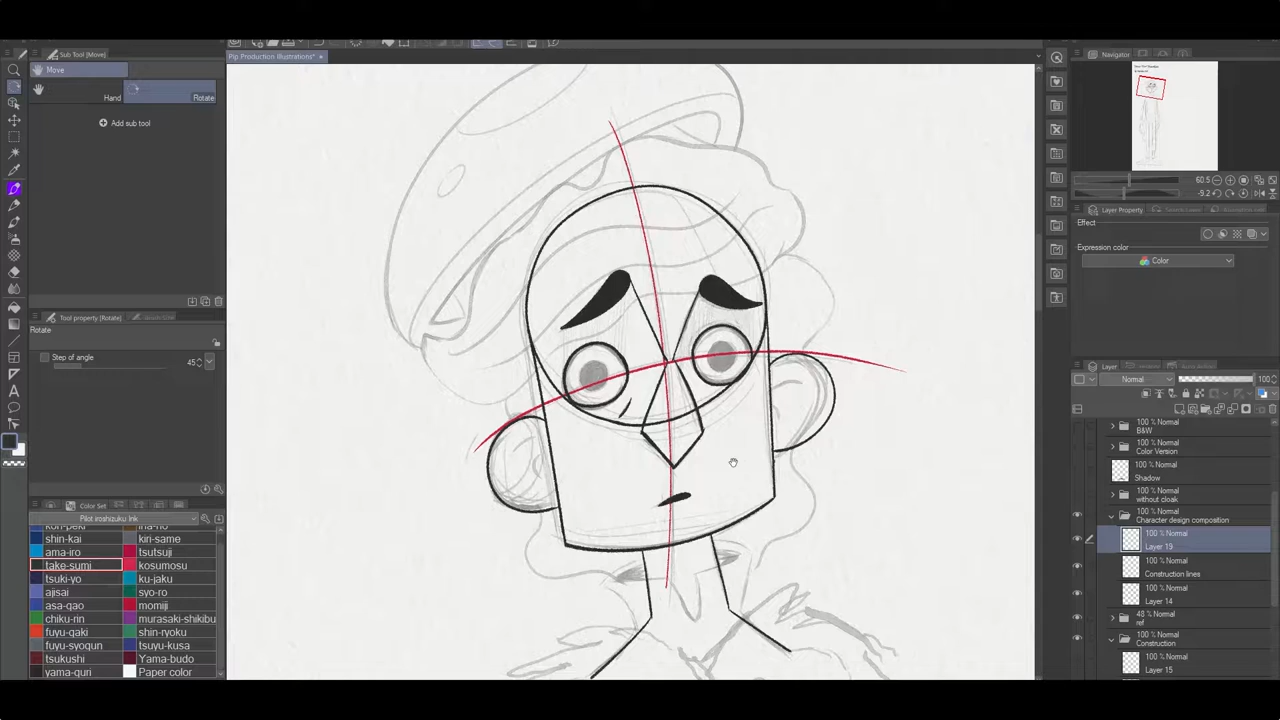 Sub Tool [Move]
Move
Hand
Rotate
Add sub tool
Tool property [Rotate]
Rotate
Step of angle
45
Color Set
Pilot iroshizuku Ink
shin-kai
kiri-same
ama-iro
tsutsuji
take-sumi
kosumosu
tsuki-yo
ku-jaku
ajisai
syo-ro
asa-gao
momiji
chiku-rin
murasaki-shikibu
fuyu-gaki
shin-ryoku
fuyu-syogun
tsuyu-kusa
tsukushi
Yama-budo
yama-guri
Paper color
Pip Production Illustrations*
Navigator
60.5
-9.2
Layer Property
Effect
Expression color
Color
Layer
Normal
100
100 % Normal
B&W
100 % Normal
Color Version
100 % Normal
Shadow
100 % Normal
without cloak
100 % Normal
Character design composition
100 % Normal
Layer 19
100 % Normal
Construction lines
100 % Normal
Layer 14
48 % Normal
ref
100 % Normal
Construction
100 % Normal
Layer 15